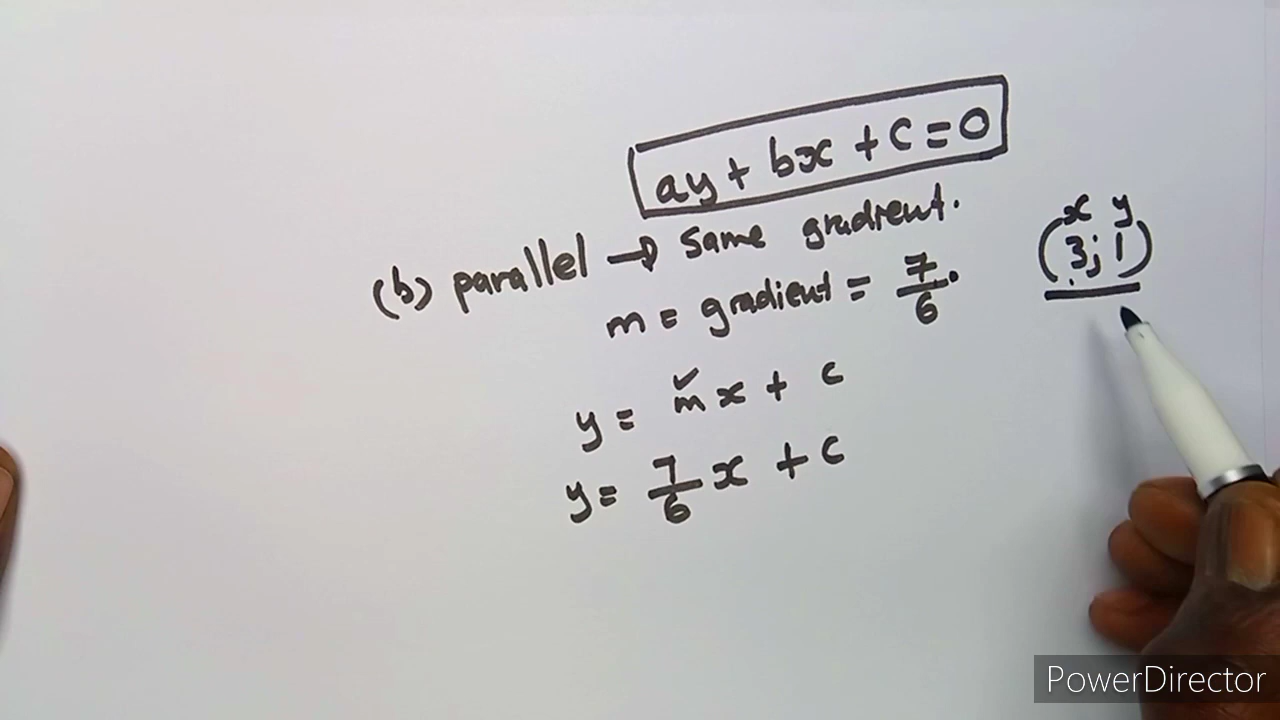 ay + bx + c = 0
(b) parallel → same gradient.
x y
(3; 1)
m = gradient = 7/6.
✓
y = mx + c
y = 7/6 x + c
PowerDirector